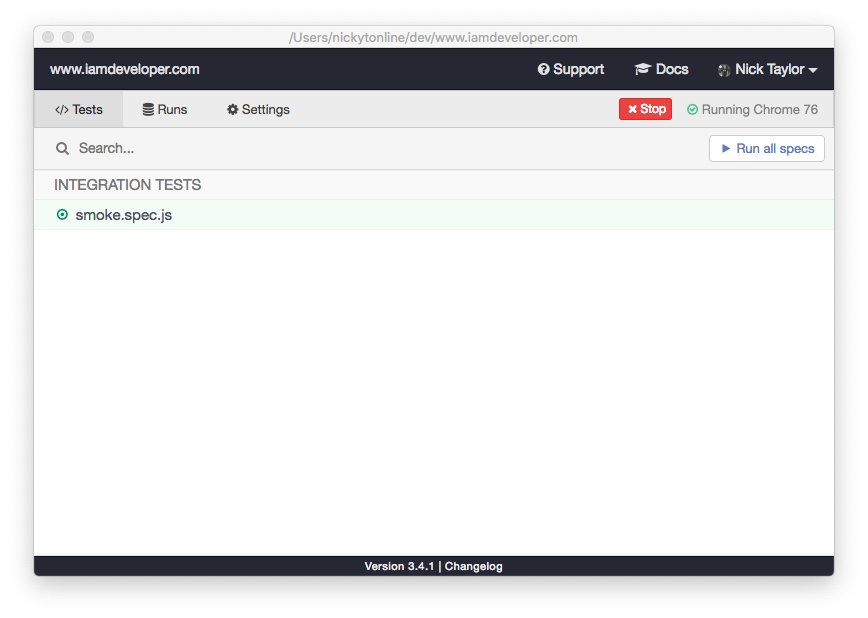 /Users/nickytonline/dev/www.iamdeveloper.com
www.iamdeveloper.com Support Docs Nick Taylor
</> Tests Runs Settings Stop Running Chrome 76
Search... Run all specs
INTEGRATION TESTS
smoke.spec.js
Version 3.4.1 | Changelog